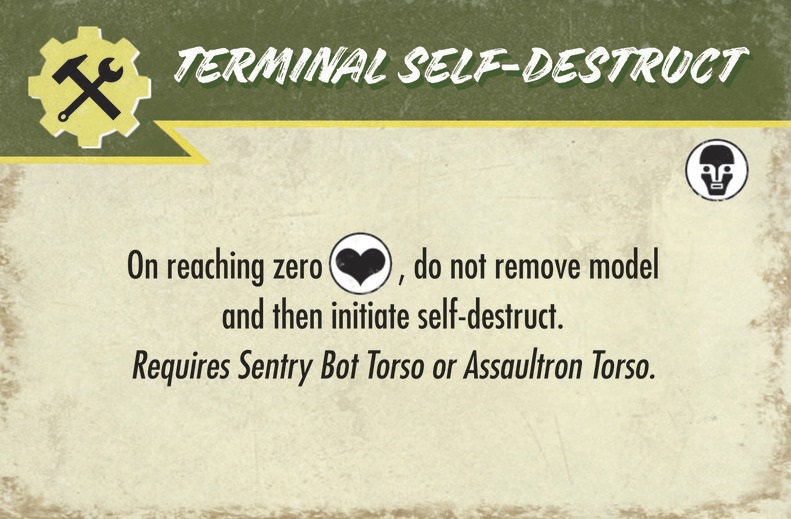 TERMINAL SELF-DESTRUCT
On reaching zero , do not remove model
and then initiate self-destruct.
Requires Sentry Bot Torso or Assaultron Torso.